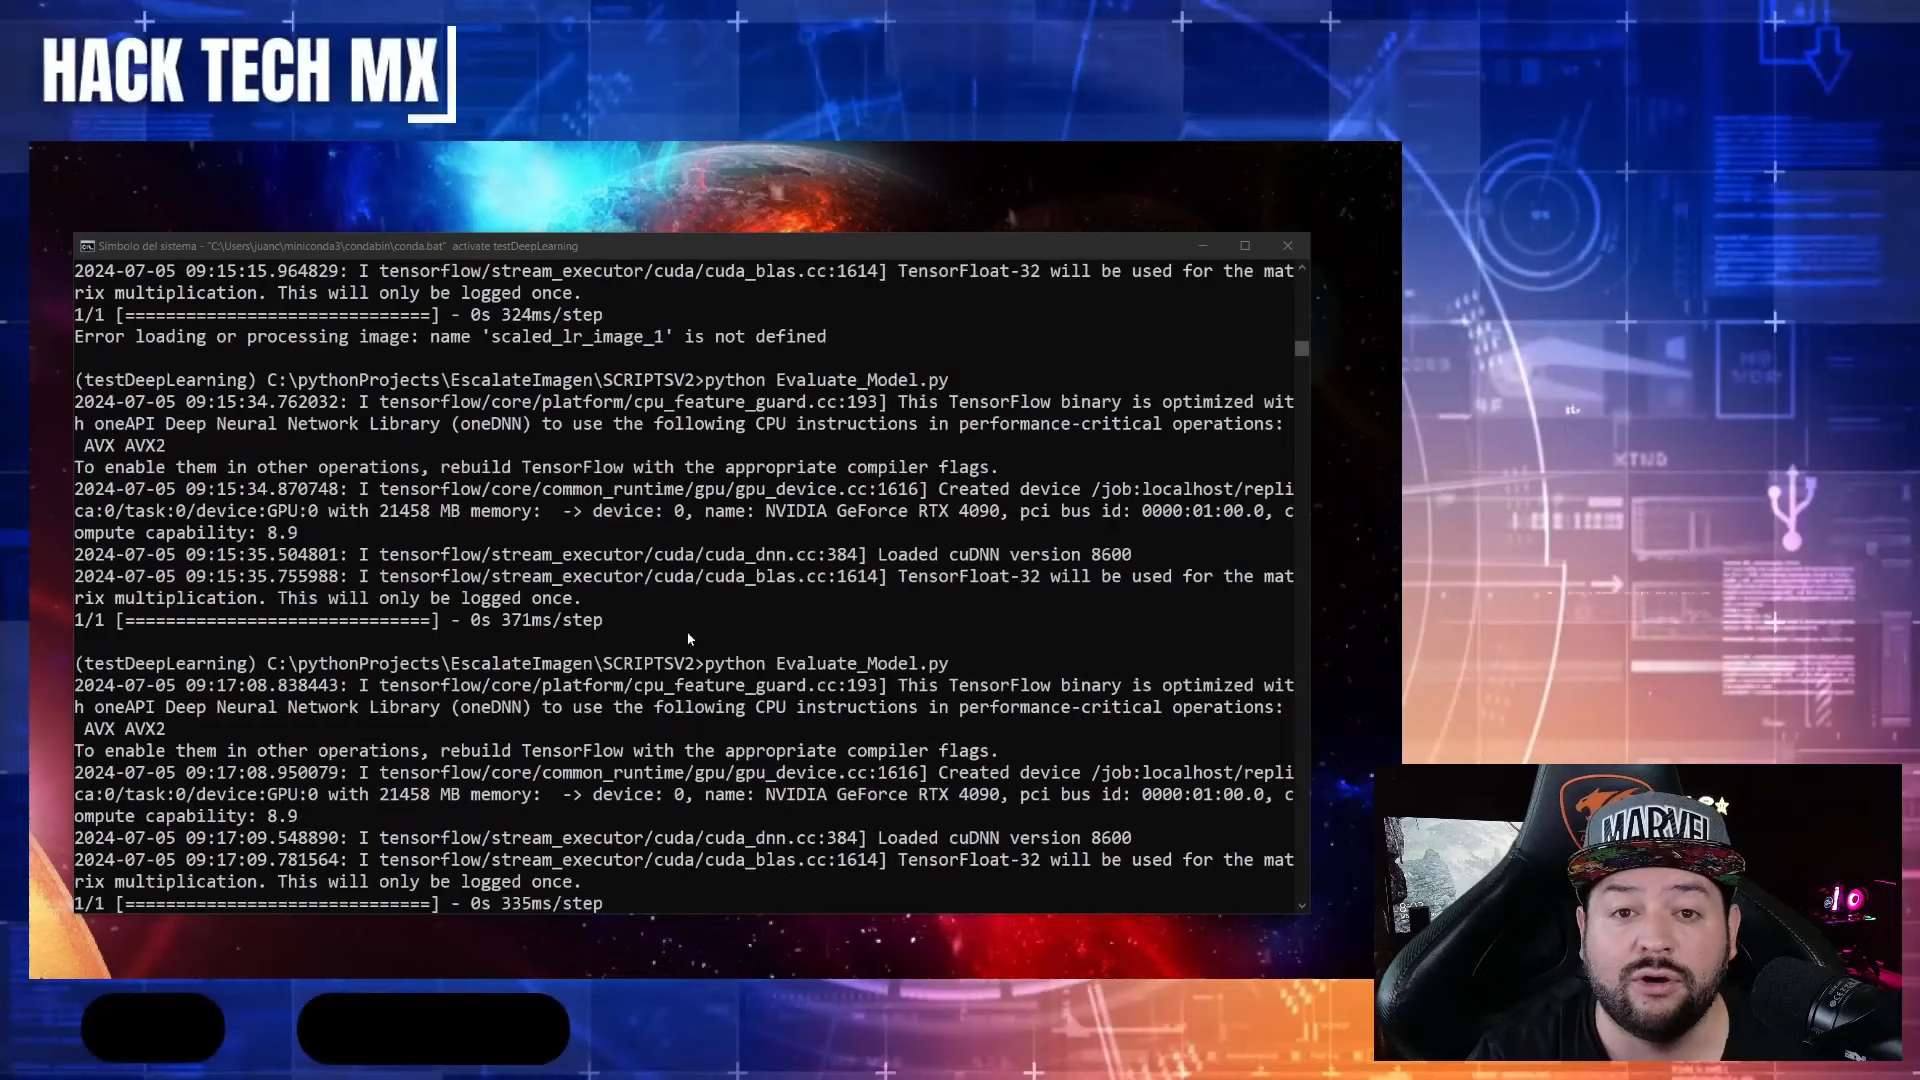 HACK TECH MX
Símbolo del sistema - "C:\Users\juanc\miniconda3\condabin\conda.bat" activate testDeepLearning
2024-07-05 09:15:15.964829: I tensorflow/stream_executor/cuda/cuda_blas.cc:1614] TensorFloat-32 will be used for the mat
rix multiplication. This will only be logged once.
1/1 [==============================] - 0s 324ms/step
Error loading or processing image: name 'scaled_lr_image_1' is not defined
(testDeepLearning) C:\pythonProjects\EscalateImagen\SCRIPTSV2>python Evaluate_Model.py
2024-07-05 09:15:34.762032: I tensorflow/core/platform/cpu_feature_guard.cc:193] This TensorFlow binary is optimized wit
h oneAPI Deep Neural Network Library (oneDNN) to use the following CPU instructions in performance-critical operations:
AVX AVX2
To enable them in other operations, rebuild TensorFlow with the appropriate compiler flags.
2024-07-05 09:15:34.870748: I tensorflow/core/common_runtime/gpu/gpu_device.cc:1616] Created device /job:localhost/repli
ca:0/task:0/device:GPU:0 with 21458 MB memory:  -> device: 0, name: NVIDIA GeForce RTX 4090, pci bus id: 0000:01:00.0, c
ompute capability: 8.9
2024-07-05 09:15:35.504801: I tensorflow/stream_executor/cuda/cuda_dnn.cc:384] Loaded cuDNN version 8600
2024-07-05 09:15:35.755988: I tensorflow/stream_executor/cuda/cuda_blas.cc:1614] TensorFloat-32 will be used for the mat
rix multiplication. This will only be logged once.
1/1 [==============================] - 0s 371ms/step
(testDeepLearning) C:\pythonProjects\EscalateImagen\SCRIPTSV2>python Evaluate_Model.py
2024-07-05 09:17:08.838443: I tensorflow/core/platform/cpu_feature_guard.cc:193] This TensorFlow binary is optimized wit
h oneAPI Deep Neural Network Library (oneDNN) to use the following CPU instructions in performance-critical operations:
AVX AVX2
To enable them in other operations, rebuild TensorFlow with the appropriate compiler flags.
2024-07-05 09:17:08.950079: I tensorflow/core/common_runtime/gpu/gpu_device.cc:1616] Created device /job:localhost/repli
ca:0/task:0/device:GPU:0 with 21458 MB memory:  -> device: 0, name: NVIDIA GeForce RTX 4090, pci bus id: 0000:01:00.0, c
ompute capability: 8.9
2024-07-05 09:17:09.548890: I tensorflow/stream_executor/cuda/cuda_dnn.cc:384] Loaded cuDNN version 8600
2024-07-05 09:17:09.781564: I tensorflow/stream_executor/cuda/cuda_blas.cc:1614] TensorFloat-32 will be used for the mat
rix multiplication. This will only be logged once.
1/1 [==============================] - 0s 335ms/step
MARVEL